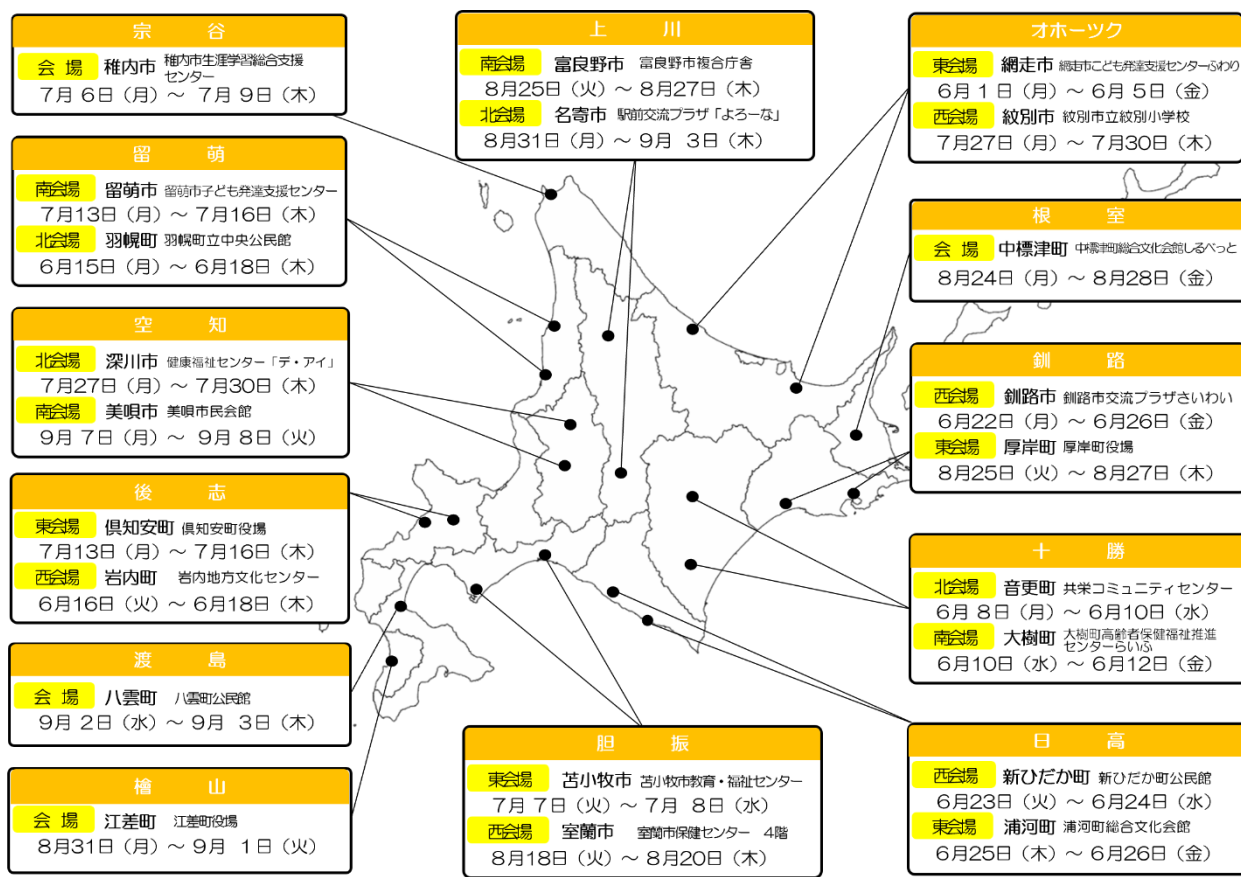 宗　谷
会 場 稚内市 稚内市生涯学習総合支援
センター
7月 6日（月）～ 7月 9日（木）
留　萌
南会場 留萌市 留萌市子ども発達支援センター
7月13日（月）～ 7月16日（木）
北会場 羽幌町 羽幌町立中央公民館
6月15日（月）～ 6月18日（木）
空　知
北会場 深川市 健康福祉センター「デ・アイ」
7月27日（月）～ 7月30日（木）
南会場 美唄市 美唄市民会館
9月 7日（月）～ 9月 8日（火）
後　志
東会場 倶知安町 倶知安町役場
7月13日（月）～ 7月16日（木）
西会場 岩内町 岩内地方文化センター
6月16日（火）～ 6月18日（木）
渡　島
会 場 八雲町 八雲町公民館
9月 2日（水）～ 9月 3日（木）
檜　山
会 場 江差町 江差町役場
8月31日（月）～ 9月 1日（火）
上　川
南会場 富良野市 富良野市複合庁舎
8月25日（火）～ 8月27日（木）
北会場 名寄市 駅前交流プラザ「よろーな」
8月31日（月）～ 9月 3日（木）
胆　振
東会場 苫小牧市 苫小牧市教育・福祉センター
7月 7日（火）～ 7月 8日（水）
西会場 室蘭市 室蘭市保健センター 4階
8月18日（火）～ 8月20日（木）
オホーツク
東会場 網走市 網走市こども発達支援センターふわり
6月 1日（月）～ 6月 5日（金）
西会場 紋別市 紋別市立紋別小学校
7月27日（月）～ 7月30日（木）
根　室
会 場 中標津町 中標津町総合文化会館しるべっと
8月24日（月）～ 8月28日（金）
釧　路
西会場 釧路市 釧路市交流プラザさいわい
6月22日（月）～ 6月26日（金）
東会場 厚岸町 厚岸町役場
8月25日（火）～ 8月27日（木）
十　勝
北会場 音更町 共栄コミュニティセンター
6月 8日（月）～ 6月10日（水）
南会場 大樹町 大樹町高齢者保健福祉推進
センターらいふ
6月10日（水）～ 6月12日（金）
日　高
西会場 新ひだか町 新ひだか町公民館
6月23日（火）～ 6月24日（水）
東会場 浦河町 浦河町総合文化会館
6月25日（木）～ 6月26日（金）